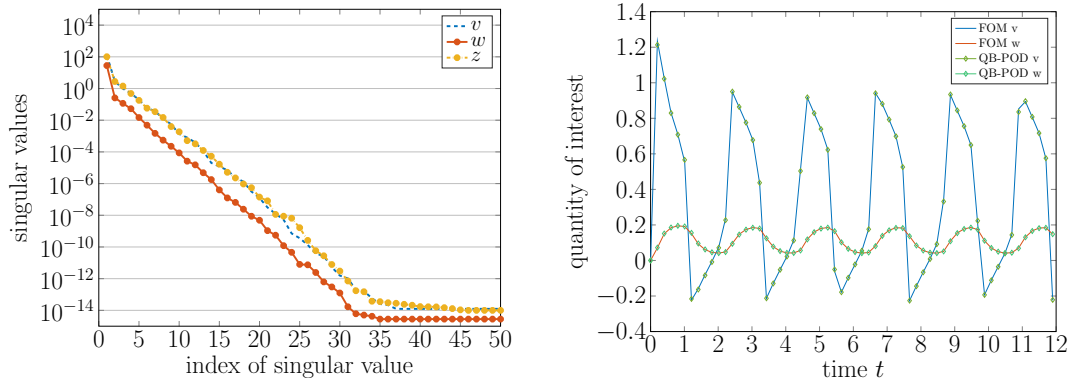 10^4
10^2
10^0
10^{-2}
10^{-4}
10^{-6}
10^{-8}
10^{-10}
10^{-12}
10^{-14}
singular values
0 5 10 15 20 25 30 35 40 45 50
index of singular value
v
w
z
1.4
1.2
1
0.8
0.6
0.4
0.2
0
−0.2
−0.4
quantity of interest
0 1 2 3 4 5 6 7 8 9 10 11 12
time t
FOM v
FOM w
QB-POD v
QB-POD w